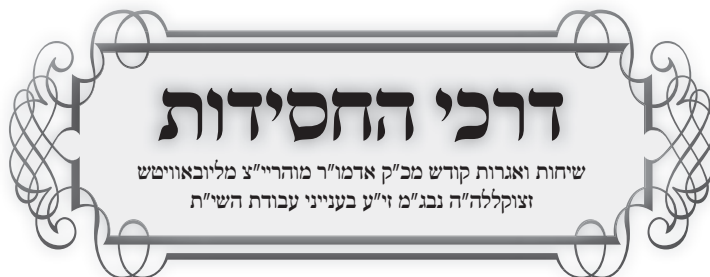 דרכי החסידות
שיחות ואגרות קודש מכ"ק אדמו"ר מוהריי"צ מליובאוויטש
זצוקללה"ה נבג"מ זי"ע בענייני עבודת השי"ת